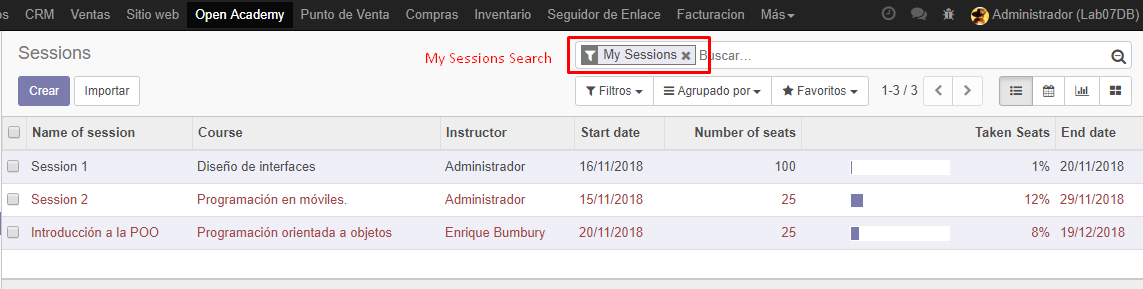 os CRM Ventas Sitio web Open Academy Punto de Venta Compras Inventario Seguidor de Enlace Facturacion Más Administrador (Lab07DB)
Sessions My Sessions Search My Sessions Buscar...
Crear Importar Filtros Agrupado por Favoritos 1-3 / 3
Name of session Course Instructor Start date Number of seats Taken Seats End date
Session 1 Diseño de interfaces Administrador 16/11/2018 100 1% 20/11/2018
Session 2 Programación en móviles. Administrador 15/11/2018 25 12% 29/11/2018
Introducción a la POO Programación orientada a objetos Enrique Bumbury 20/11/2018 25 8% 19/12/2018